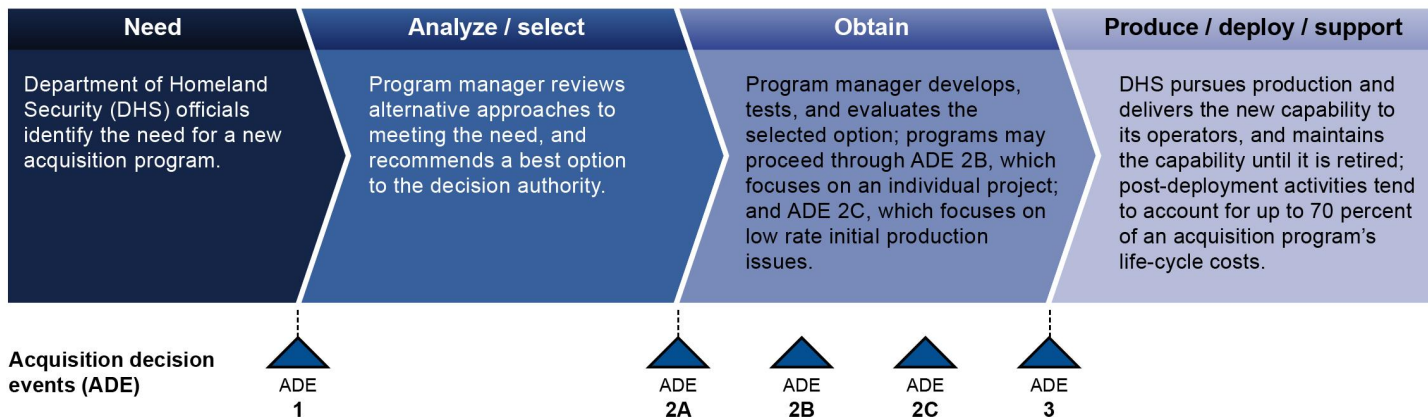 Need
Department of Homeland
Security (DHS) officials
identify the need for a new
acquisition program.
Analyze / select
Program manager reviews
alternative approaches to
meeting the need, and
recommends a best option
to the decision authority.
Obtain
Program manager develops,
tests, and evaluates the
selected option; programs may
proceed through ADE 2B, which
focuses on an individual project;
and ADE 2C, which focuses on
low rate initial production
issues.
Produce / deploy / support
DHS pursues production and
delivers the new capability to
its operators, and maintains
the capability until it is retired;
post-deployment activities tend
to account for up to 70 percent
of an acquisition program’s
life-cycle costs.
Acquisition decision
events (ADE)
ADE
1
ADE
2A
ADE
2B
ADE
2C
ADE
3